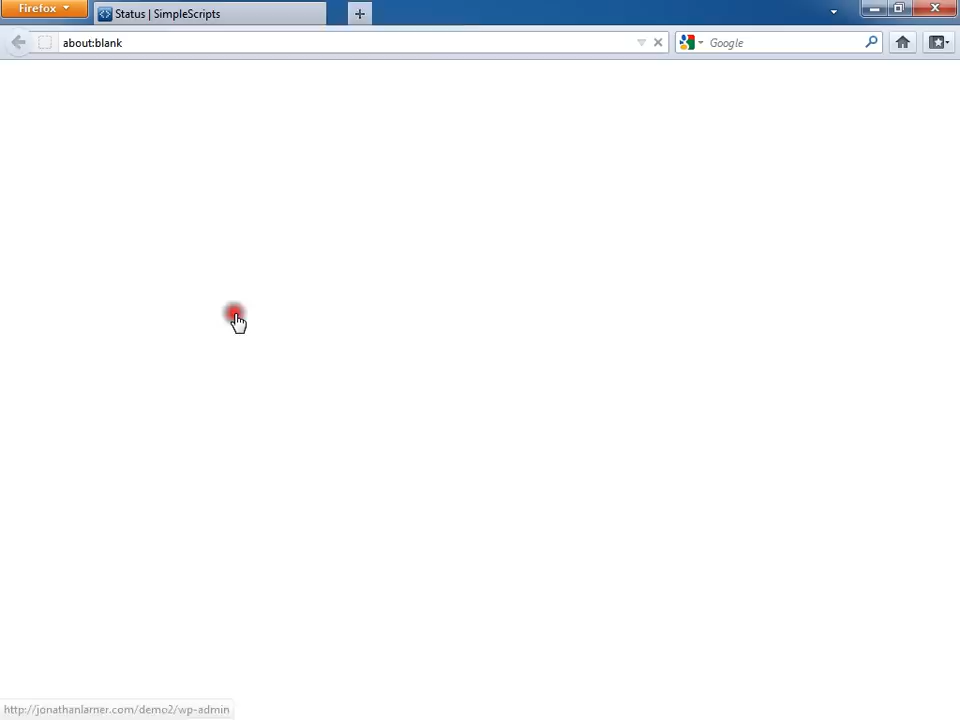 Firefox
Status | SimpleScripts
about:blank
Google
http://jonathanlarner.com/demo2/wp-admin